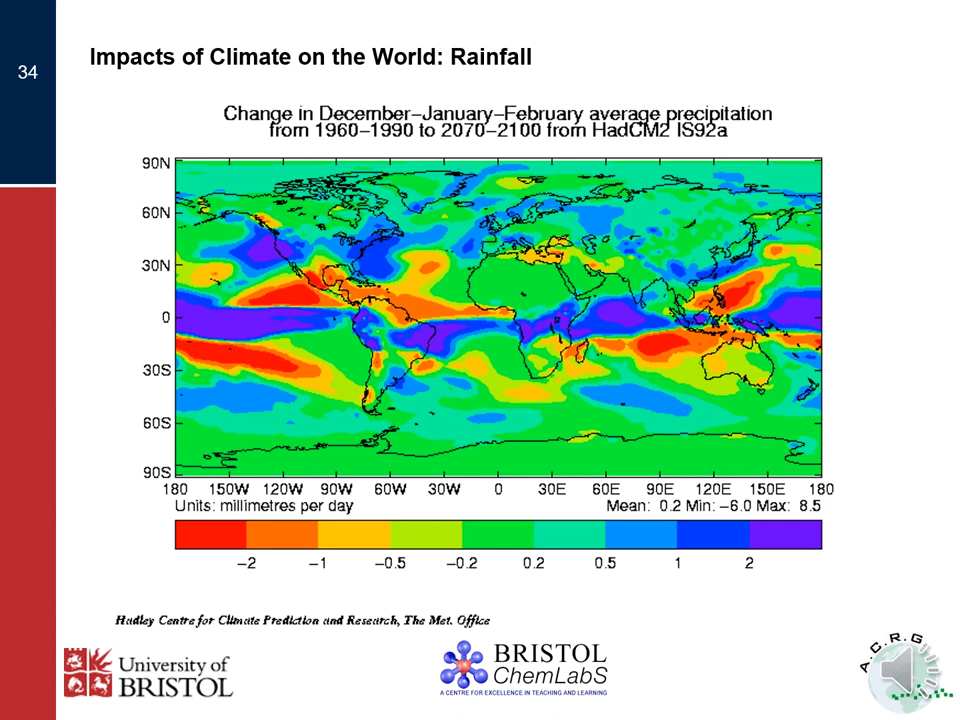 34
Impacts of Climate on the World: Rainfall
Change in December−January−February average precipitation
from 1960−1990 to 2070−2100 from HadCM2 IS92a
90N
60N
30N
0
30S
60S
90S
180 150W 120W 90W 60W 30W 0 30E 60E 90E 120E 150E 180
Units: millimetres per day Mean: 0.2 Min: −6.0 Max: 8.5
−2 −1 −0.5 −0.2 0.2 0.5 1 2
Hadley Centre for Climate Prediction and Research, The Met. Office
University of
BRISTOL
BRISTOL
ChemLabS
A CENTRE FOR EXCELLENCE IN TEACHING AND LEARNING
A.C.R.G